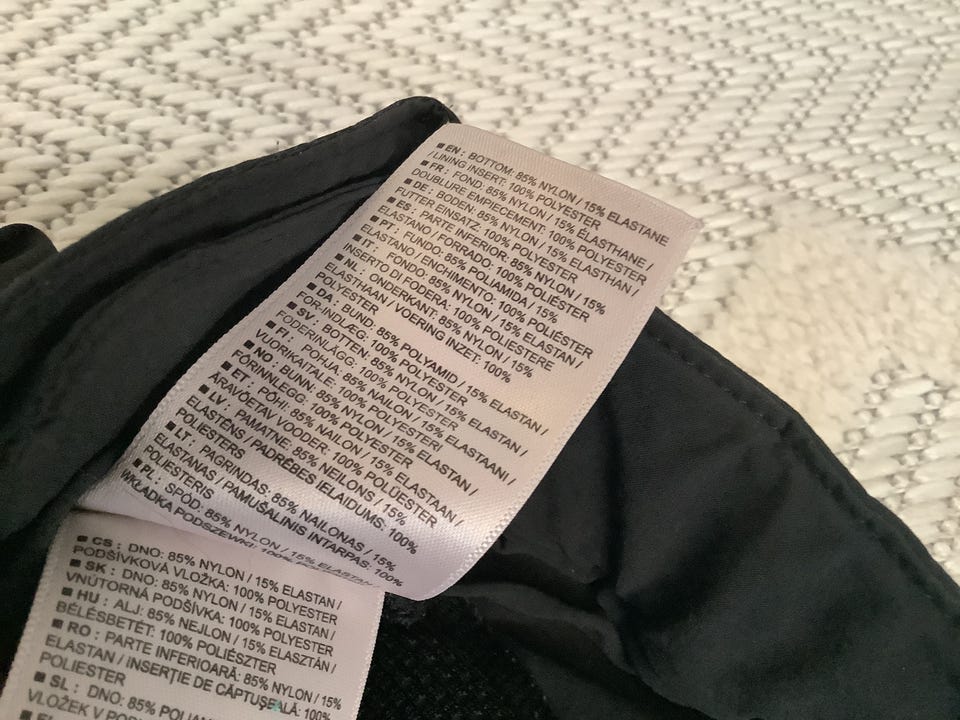 ■ EN : BOTTOM: 85% NYLON / 15% ELASTANE
/ LINING INSERT: 100% POLYESTER
■ FR : FOND: 85% NYLON / 15% ÉLASTHANE /
DOUBLURE EMPIECEMENT: 100% POLYESTER
■ DE : BODEN: 85% NYLON / 15% ELASTHAN /
FUTTER EINSATZ: 100% POLYESTER
■ ES : PARTE INFERIOR: 85% NYLON / 15%
ELASTANO / FORRADO: 100% POLIÉSTER
■ PT : FUNDO: 85% POLIAMIDA / 15%
ELASTANO / ENCHIMENTO: 100% POLIÉSTER
■ IT : FONDO: 85% NYLON / 15% ELASTAN /
INSERTO DI FODERA: 100% POLIESTERE
■ NL : ONDERKANT: 85% NYLON / 15%
ELASTHAAN / VOERING INZET: 100%
POLYESTER
■ DA : BUND: 85% POLYAMID / 15% ELASTAN /
FOR-INDLÆG: 100% POLYESTER
■ SV : BOTTEN: 85% NYLON / 15% ELASTAN /
FODERINLÄGG: 100% POLYESTER
■ FI : POHJA: 85% NAILON / 15% ELASTAANI /
VUORIKAITALE: 100% POLYESTERI
■ NO : BUNN: 85% NYLON / 15% ELASTAN /
FÔRINNLEGG: 100% POLYESTER
■ ET : PÕHI: 85% NAILON / 15% ELASTAAN /
ARAVÕETAV VOODER: 100% POLÜESTER
■ LV : PAMATNE: 85% NEILONS / 15%
ELASTĒNS / PADRĒBES IELAIDUMS: 100%
POLIESTERS
■ LT : PAGRINDAS: 85% NAILONAS / 15%
ELASTANAS / PAMUŠALINIS INTARPAS: 100%
POLIESTERIS
■ PL : SPÓD: 85% NYLON / 15% ELASTAN /
WKŁADKA PODSZEWKI: 100%
■ CS : DNO: 85% NYLON / 15% ELASTAN /
PODŠÍVKOVÁ VLOŽKA: 100% POLYESTER
■ SK : DNO: 85% NYLON / 15% ELASTAN /
VNÚTORNÁ PODŠÍVKA: 100% POLYESTER
■ HU : ALJ: 85% NEJLON / 15% ELASZTÁN /
BÉLÉSBETÉT: 100% POLIÉSZTER
■ RO : PARTE INFERIOARĂ: 85% NYLON / 15%
ELASTAN / INSERȚIE DE CĂPTUȘEALĂ: 100%
POLIESTER
■ SL : DNO: 85%
VLOŽEK V